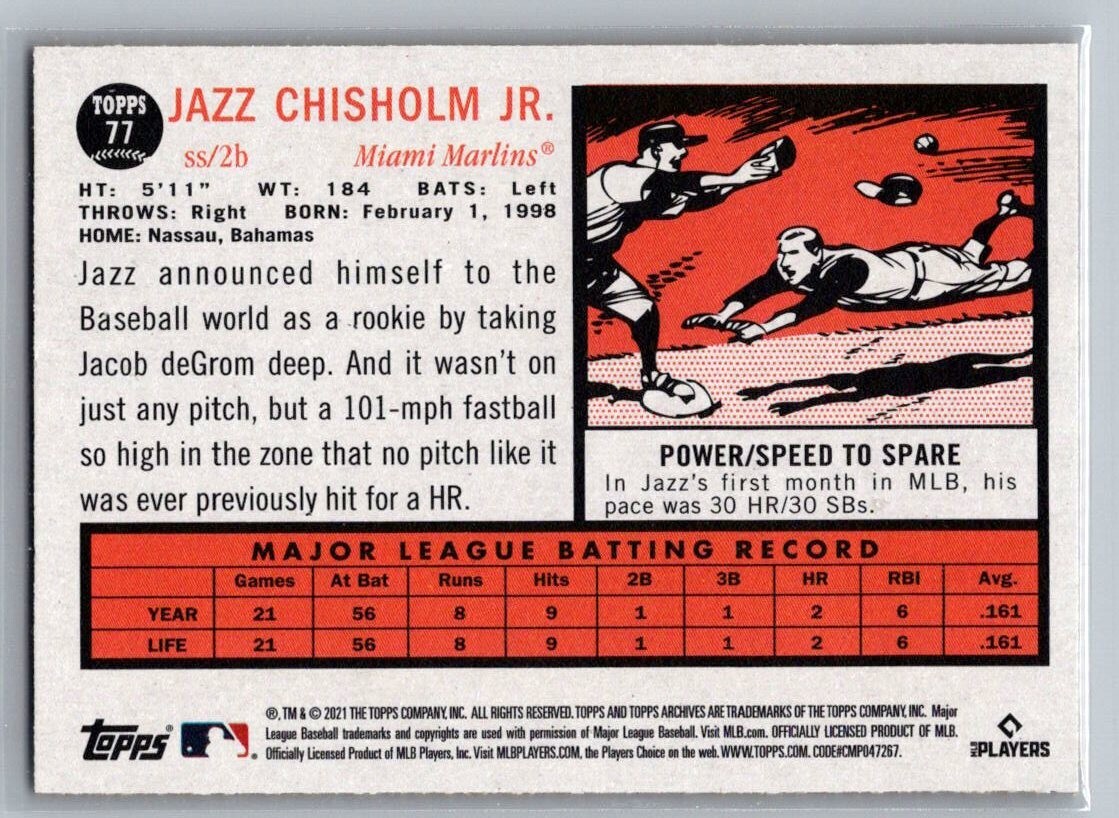 TOPPS
77
JAZZ CHISHOLM JR.
ss/2b Miami Marlins®
HT: 5'11" WT: 184 BATS: Left
THROWS: Right BORN: February 1, 1998
HOME: Nassau, Bahamas
Jazz announced himself to the
Baseball world as a rookie by taking
Jacob deGrom deep. And it wasn't on
just any pitch, but a 101-mph fastball
so high in the zone that no pitch like it
was ever previously hit for a HR.
POWER/SPEED TO SPARE
In Jazz's first month in MLB, his
pace was 30 HR/30 SBs.
MAJOR LEAGUE BATTING RECORD
Games At Bat Runs Hits 2B 3B HR RBI Avg.
YEAR 21 56 8 9 1 1 2 6 .161
LIFE 21 56 8 9 1 1 2 6 .161
®, TM & © 2021 THE TOPPS COMPANY, INC. ALL RIGHTS RESERVED. TOPPS AND TOPPS ARCHIVES ARE TRADEMARKS OF THE TOPPS COMPANY, INC. Major
League Baseball trademarks and copyrights are used with permission of Major League Baseball. Visit MLB.com. OFFICIALLY LICENSED PRODUCT OF MLB.
Officially Licensed Product of MLB Players, Inc. Visit MLBPLAYERS.COM, the Players Choice on the web. WWW.TOPPS.COM. CODE#CMP047267.
topps®
MLB PLAYERS